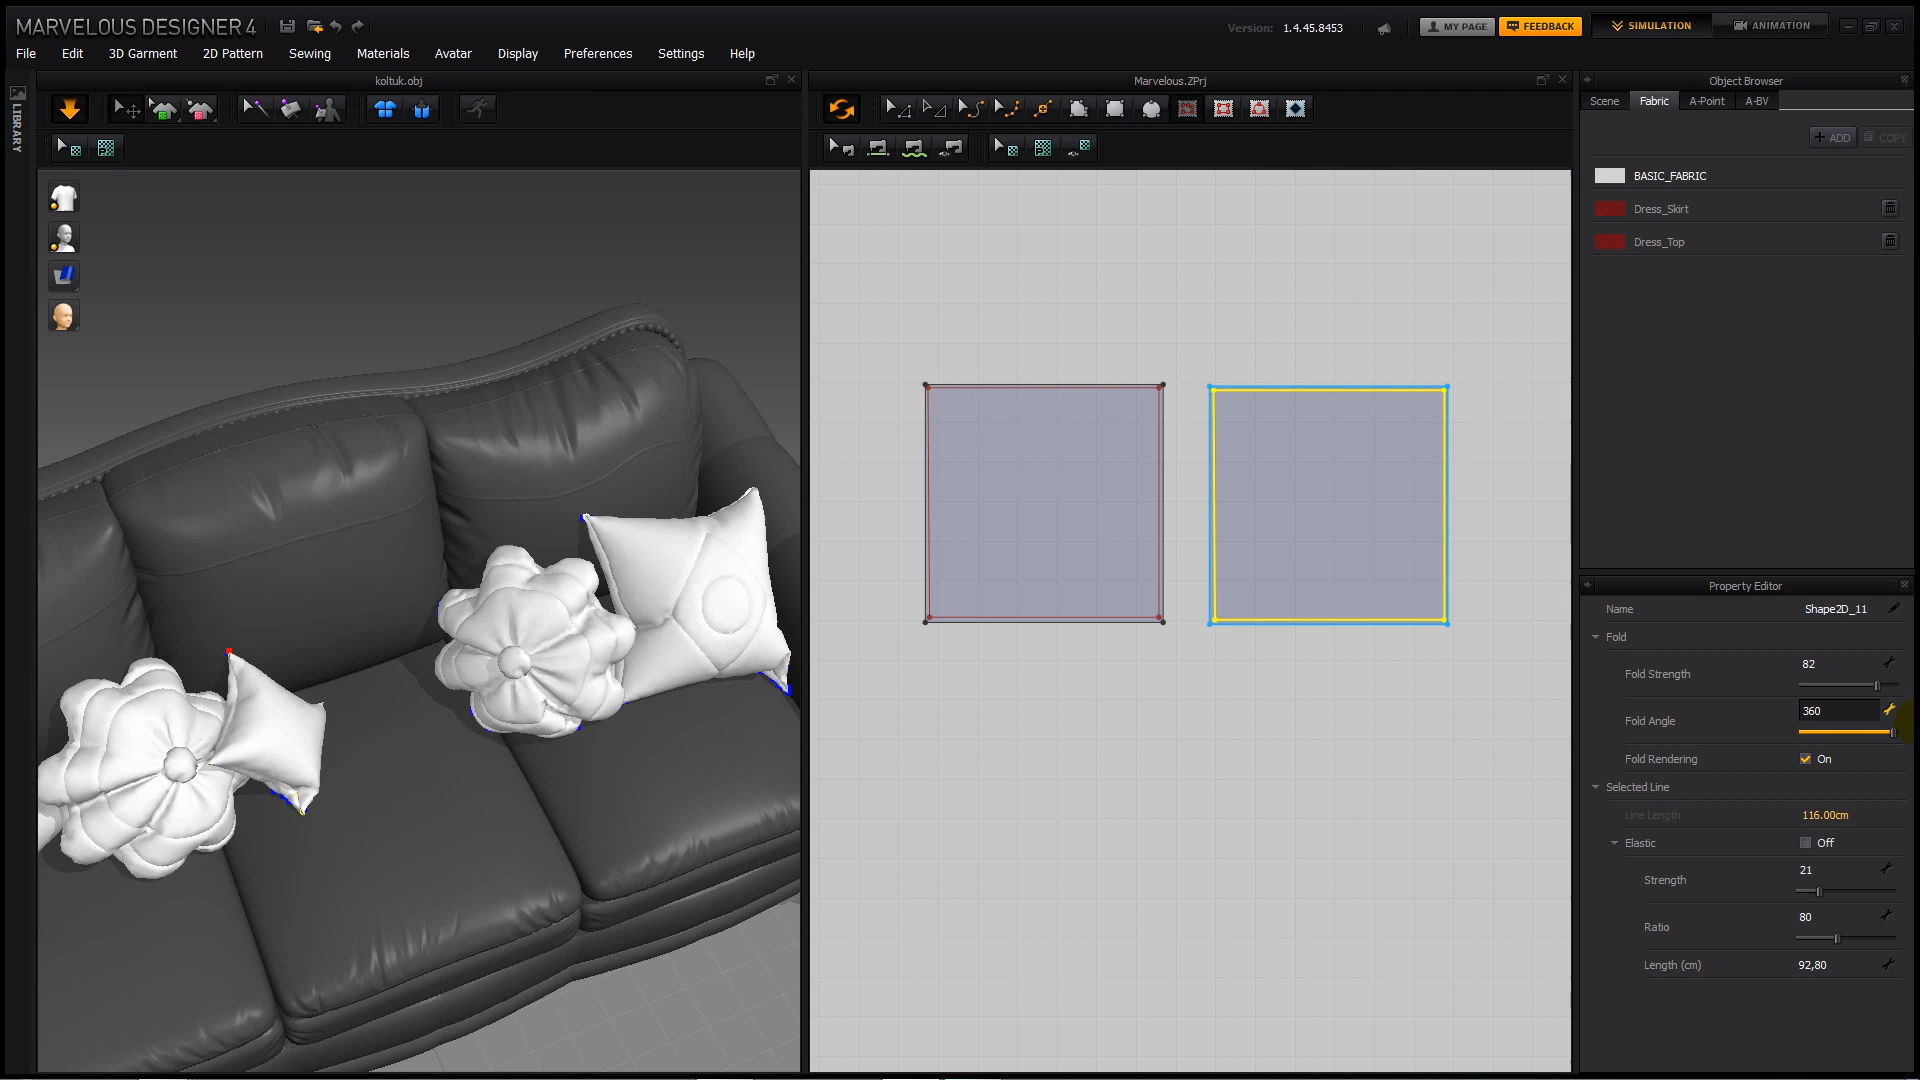 MARVELOUS DESIGNER 4
Version: 1.4.45.8453
MY PAGE
FEEDBACK
SIMULATION
ANIMATION
File Edit 3D Garment 2D Pattern Sewing Materials Avatar Display Preferences Settings Help
LIBRARY
koltuk.obj
Marvelous.ZPrj
Object Browser
Scene Fabric A-Point A-BV
+ ADD
COPY
BASIC_FABRIC
Dress_Skirt
Dress_Top
Property Editor
Name Shape2D_11
Fold
Fold Strength 82
Fold Angle 360
Fold Rendering On
Selected Line
Line Length 116.00cm
Elastic Off
Strength 21
Ratio 80
Length (cm) 92,80